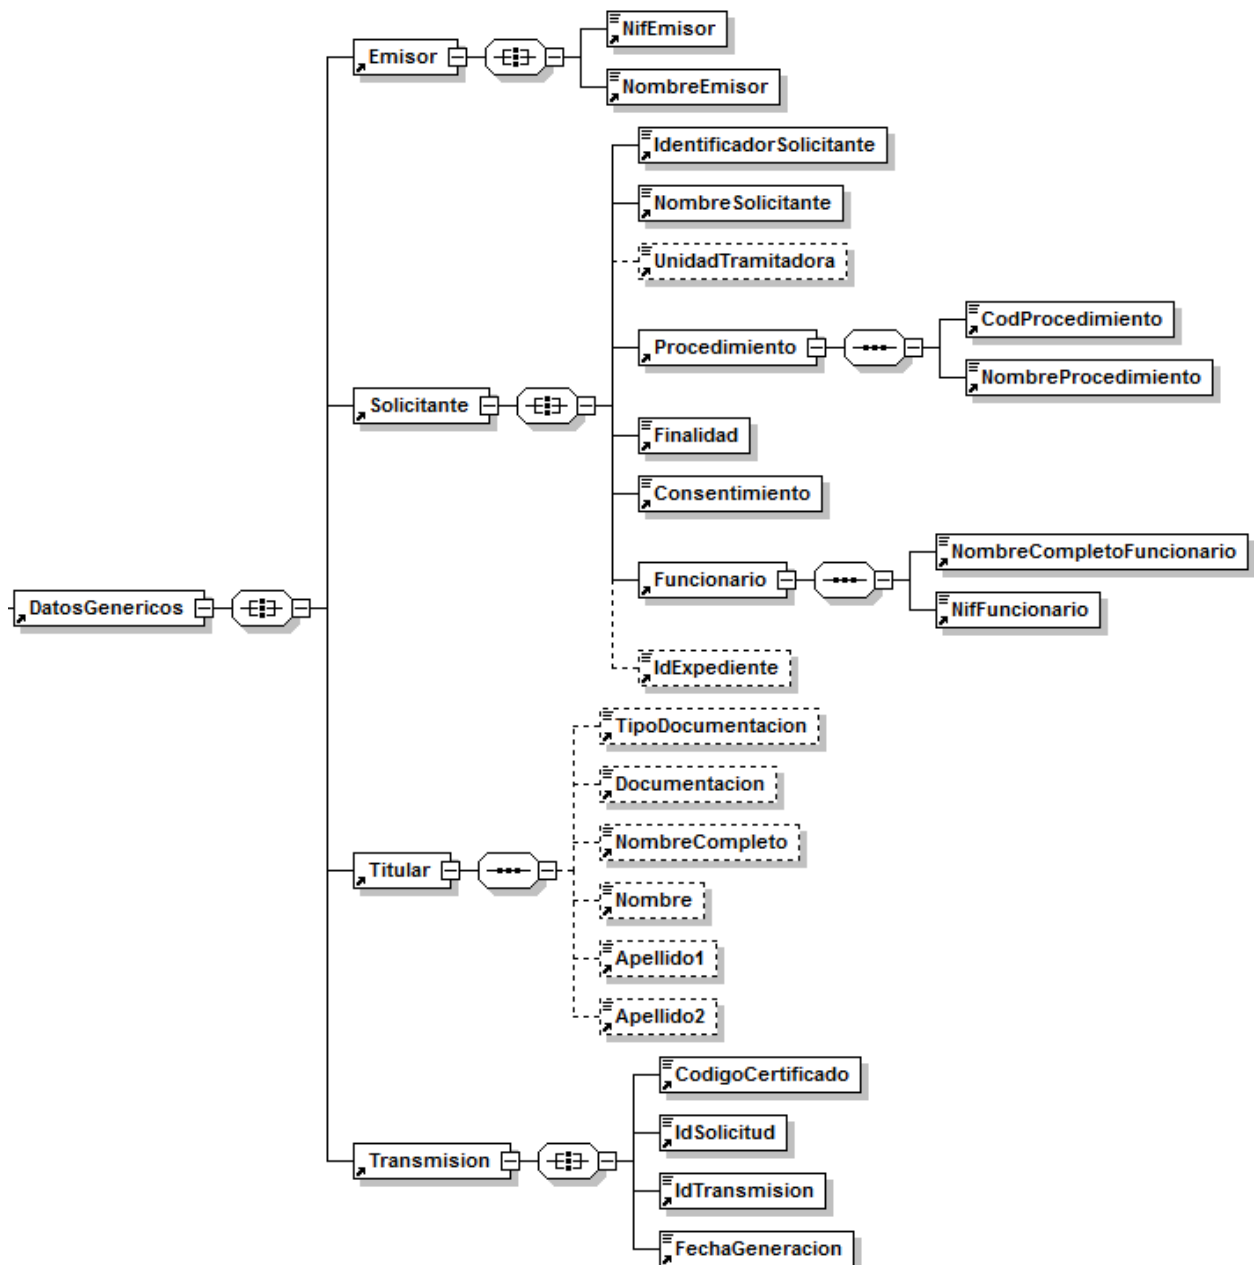 NifEmisor
Emisor
NombreEmisor
IdentificadorSolicitante
NombreSolicitante
UnidadTramitadora
CodProcedimiento
Procedimiento
NombreProcedimiento
Solicitante
Finalidad
Consentimiento
NombreCompletoFuncionario
Funcionario
DatosGenericos
NifFuncionario
IdExpediente
TipoDocumentacion
Documentacion
NombreCompleto
Titular
Nombre
Apellido1
Apellido2
CodigoCertificado
IdSolicitud
Transmision
IdTransmision
FechaGeneracion